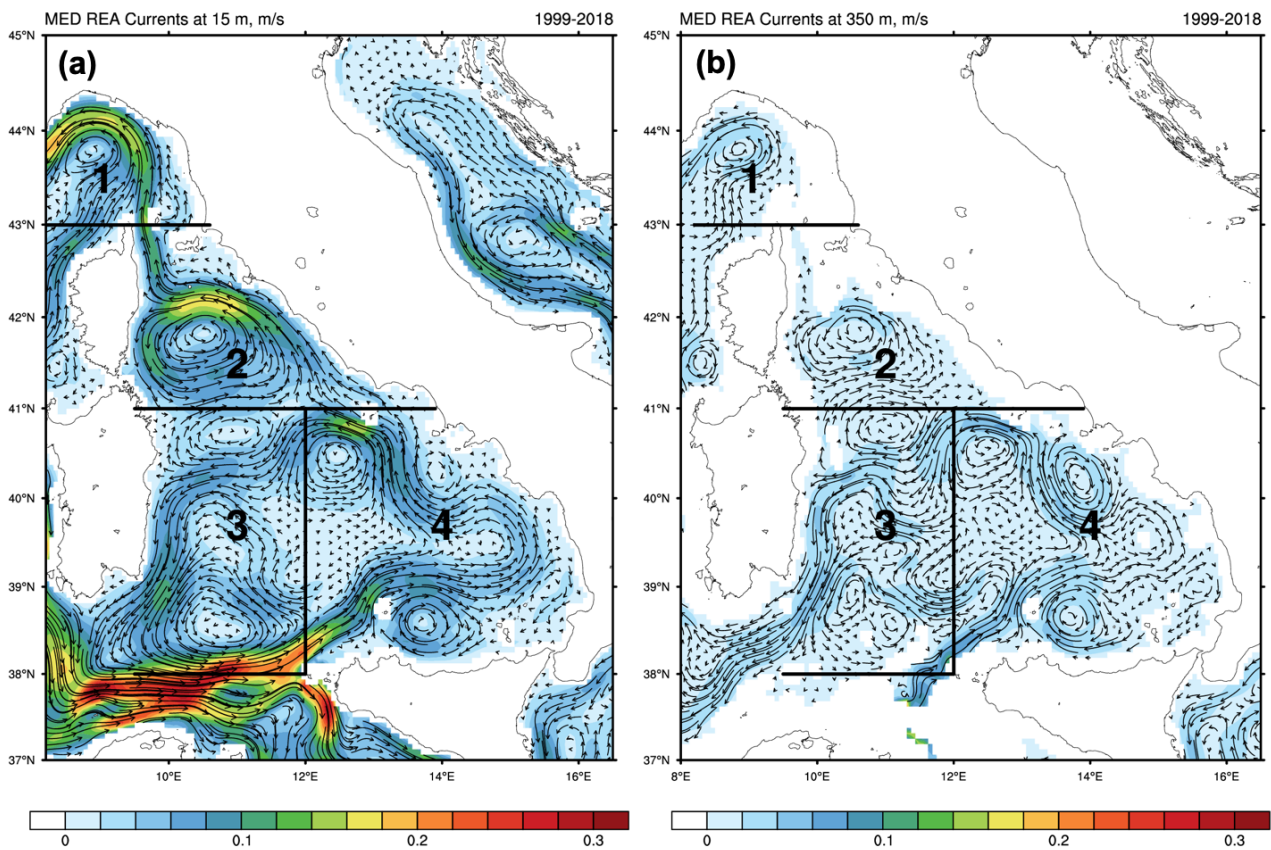 MED REA Currents at 15 m, m/s 1999-2018
(a)
45°N
44°N
43°N
42°N
41°N
40°N
39°N
38°N
37°N
1
2
3
4
10°E 12°E 14°E 16°E
0 0.1 0.2 0.3
MED REA Currents at 350 m, m/s 1999-2018
(b)
45°N
44°N
43°N
42°N
41°N
40°N
39°N
38°N
37°N
1
2
3
4
8°E 10°E 12°E 14°E 16°E
0 0.1 0.2 0.3